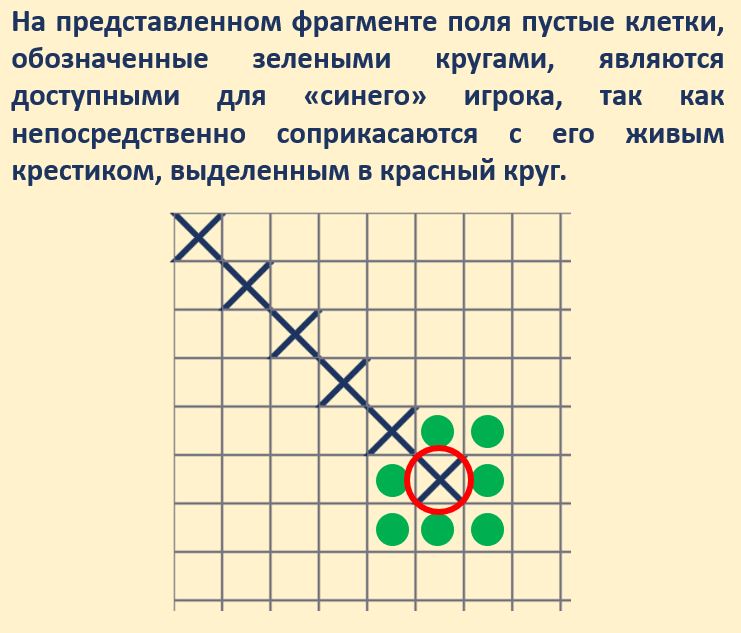 На представленном фрагменте поля пустые клетки,
обозначенные зелеными кругами, являются
доступными для «синего» игрока, так как
непосредственно соприкасаются с его живым
крестиком, выделенным в красный круг.